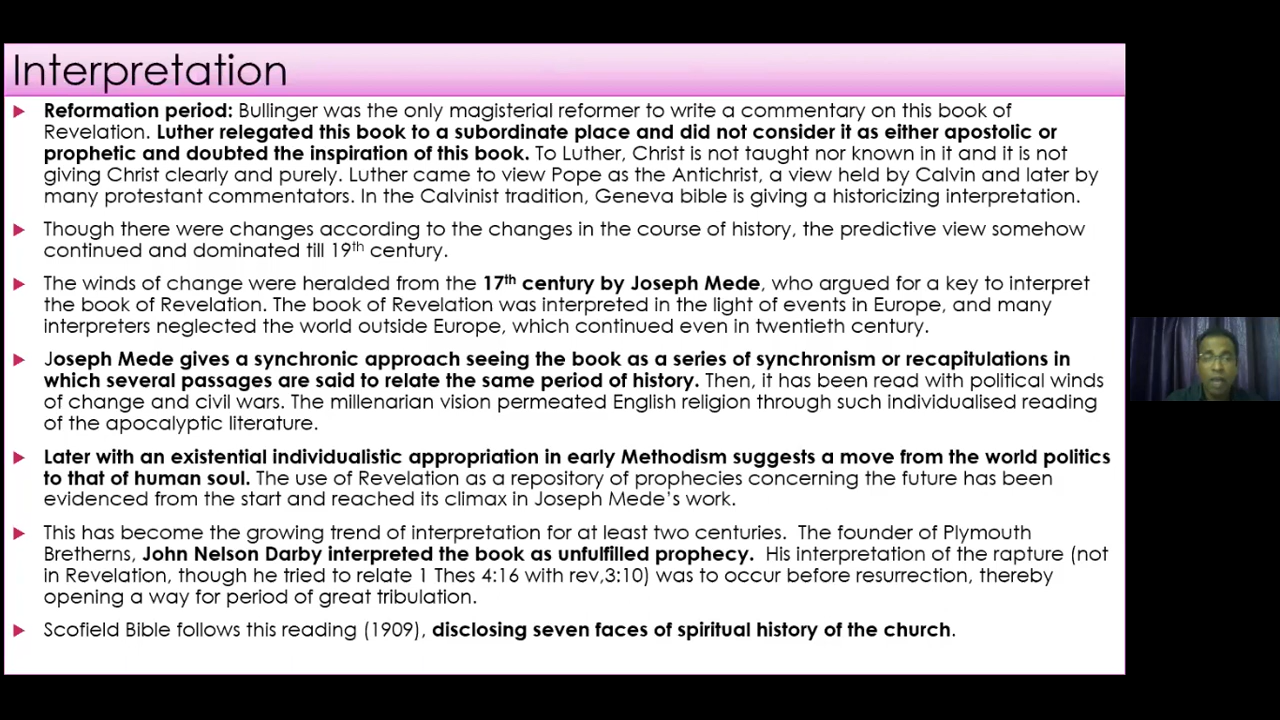 Interpretation
Reformation period: Bullinger was the only magisterial reformer to write a commentary on this book of
Revelation. Luther relegated this book to a subordinate place and did not consider it as either apostolic or
prophetic and doubted the inspiration of this book. To Luther, Christ is not taught nor known in it and it is not
giving Christ clearly and purely. Luther came to view Pope as the Antichrist, a view held by Calvin and later by
many protestant commentators. In the Calvinist tradition, Geneva bible is giving a historicizing interpretation.
Though there were changes according to the changes in the course of history, the predictive view somehow
continued and dominated till 19th century.
The winds of change were heralded from the 17th century by Joseph Mede, who argued for a key to interpret
the book of Revelation. The book of Revelation was interpreted in the light of events in Europe, and many
interpreters neglected the world outside Europe, which continued even in twentieth century.
Joseph Mede gives a synchronic approach seeing the book as a series of synchronism or recapitulations in
which several passages are said to relate the same period of history. Then, it has been read with political winds
of change and civil wars. The millenarian vision permeated English religion through such individualised reading
of the apocalyptic literature.
Later with an existential individualistic appropriation in early Methodism suggests a move from the world politics
to that of human soul. The use of Revelation as a repository of prophecies concerning the future has been
evidenced from the start and reached its climax in Joseph Mede's work.
This has become the growing trend of interpretation for at least two centuries. The founder of Plymouth
Bretherns, John Nelson Darby interpreted the book as unfulfilled prophecy. His interpretation of the rapture (not
in Revelation, though he tried to relate 1 Thes 4:16 with rev,3:10) was to occur before resurrection, thereby
opening a way for period of great tribulation.
Scofield Bible follows this reading (1909), disclosing seven faces of spiritual history of the church.